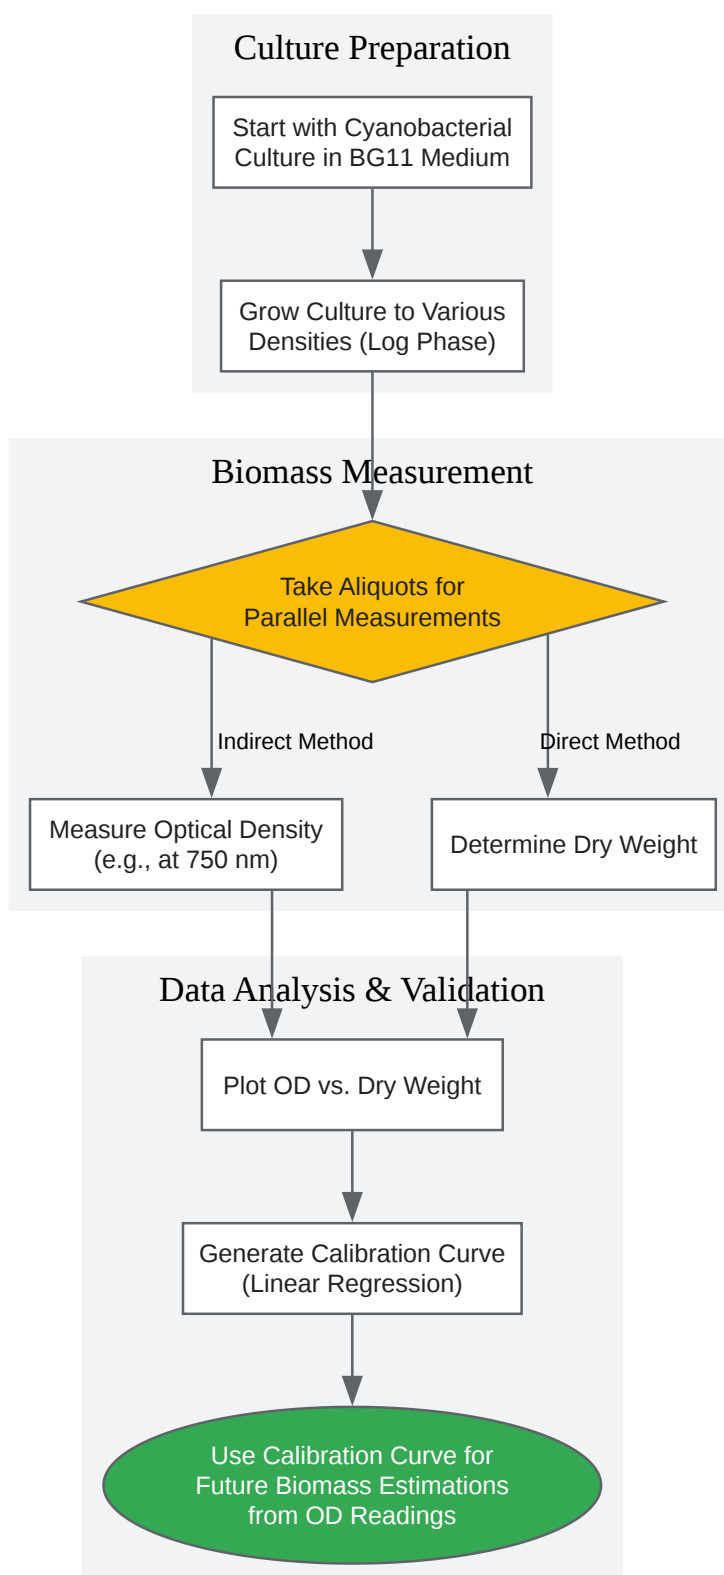 Culture Preparation
Start with Cyanobacterial
Culture in BG11 Medium
Grow Culture to Various
Densities (Log Phase)
Biomass Measurement
Take Aliquots for
Parallel Measurements
Indirect Method
Direct Method
Measure Optical Density
(e.g., at 750 nm)
Determine Dry Weight
Data Analysis & Validation
Plot OD vs. Dry Weight
Generate Calibration Curve
(Linear Regression)
Use Calibration Curve for
Future Biomass Estimations
from OD Readings